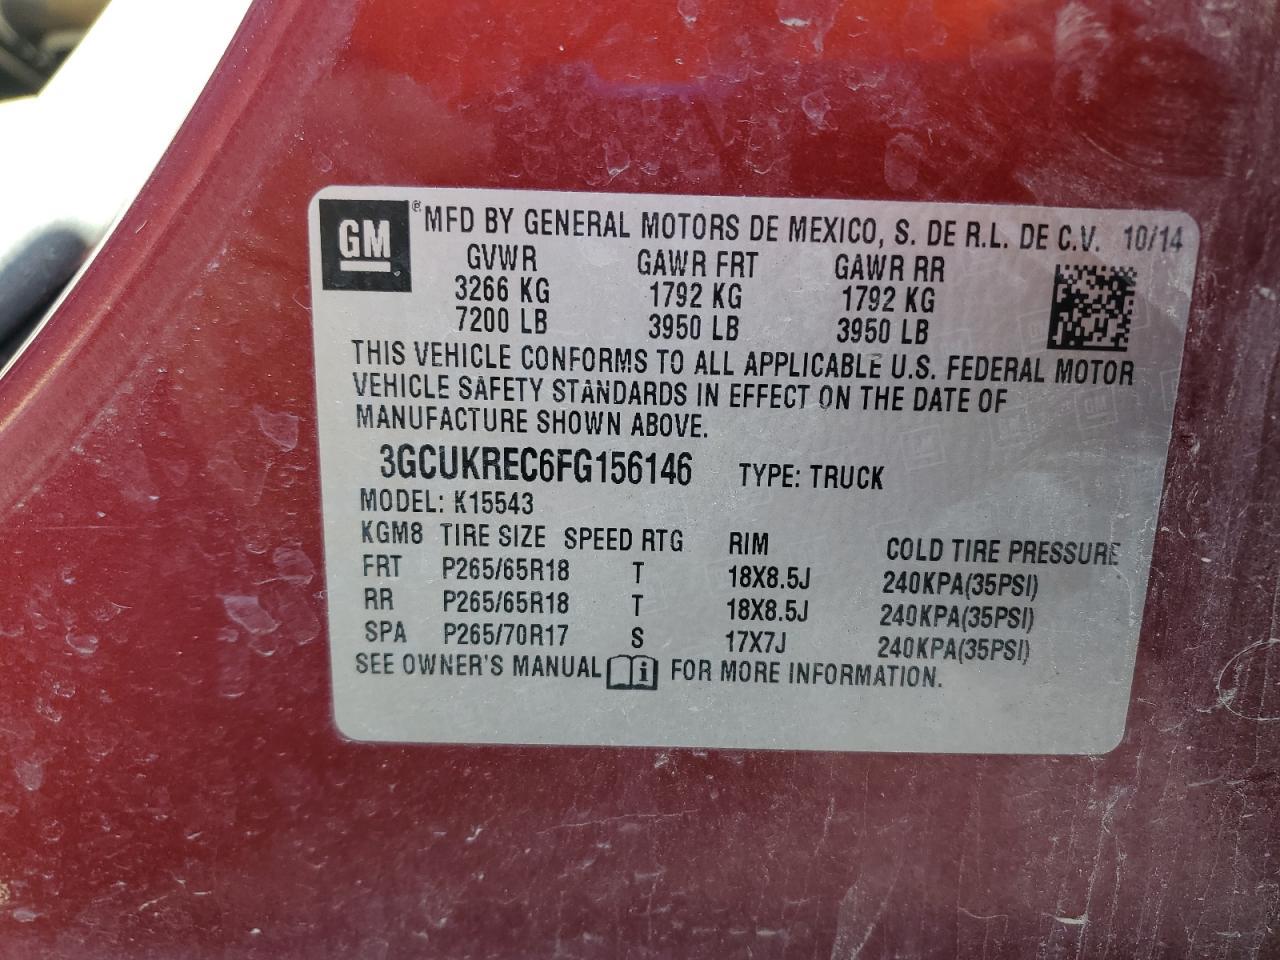 GM ® MFD BY GENERAL MOTORS DE MEXICO, S. DE R.L. DE C.V. 10/14
GVWR GAWR FRT GAWR RR
3266 KG 1792 KG 1792 KG
7200 LB 3950 LB 3950 LB
THIS VEHICLE CONFORMS TO ALL APPLICABLE U.S. FEDERAL MOTOR
VEHICLE SAFETY STANDARDS IN EFFECT ON THE DATE OF
MANUFACTURE SHOWN ABOVE.
3GCUKREC6FG156146 TYPE: TRUCK
MODEL: K15543
KGM8 TIRE SIZE SPEED RTG RIM COLD TIRE PRESSURE
FRT P265/65R18 T 18X8.5J 240KPA(35PSI)
RR P265/65R18 T 18X8.5J 240KPA(35PSI)
SPA P265/70R17 S 17X7J 240KPA(35PSI)
SEE OWNER'S MANUAL i FOR MORE INFORMATION.